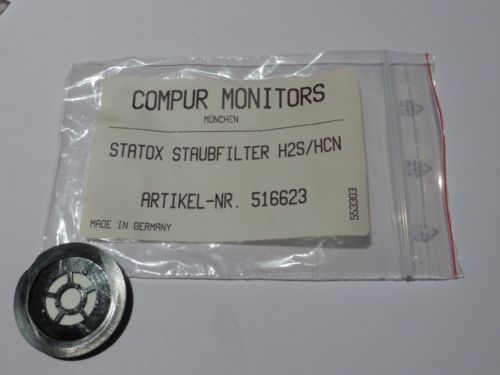 COMPUR MONITORS
MÜNCHEN
STATOX STAUBFILTER H2S/HCN
ARTIKEL-NR. 516623
MADE IN GERMANY
553303